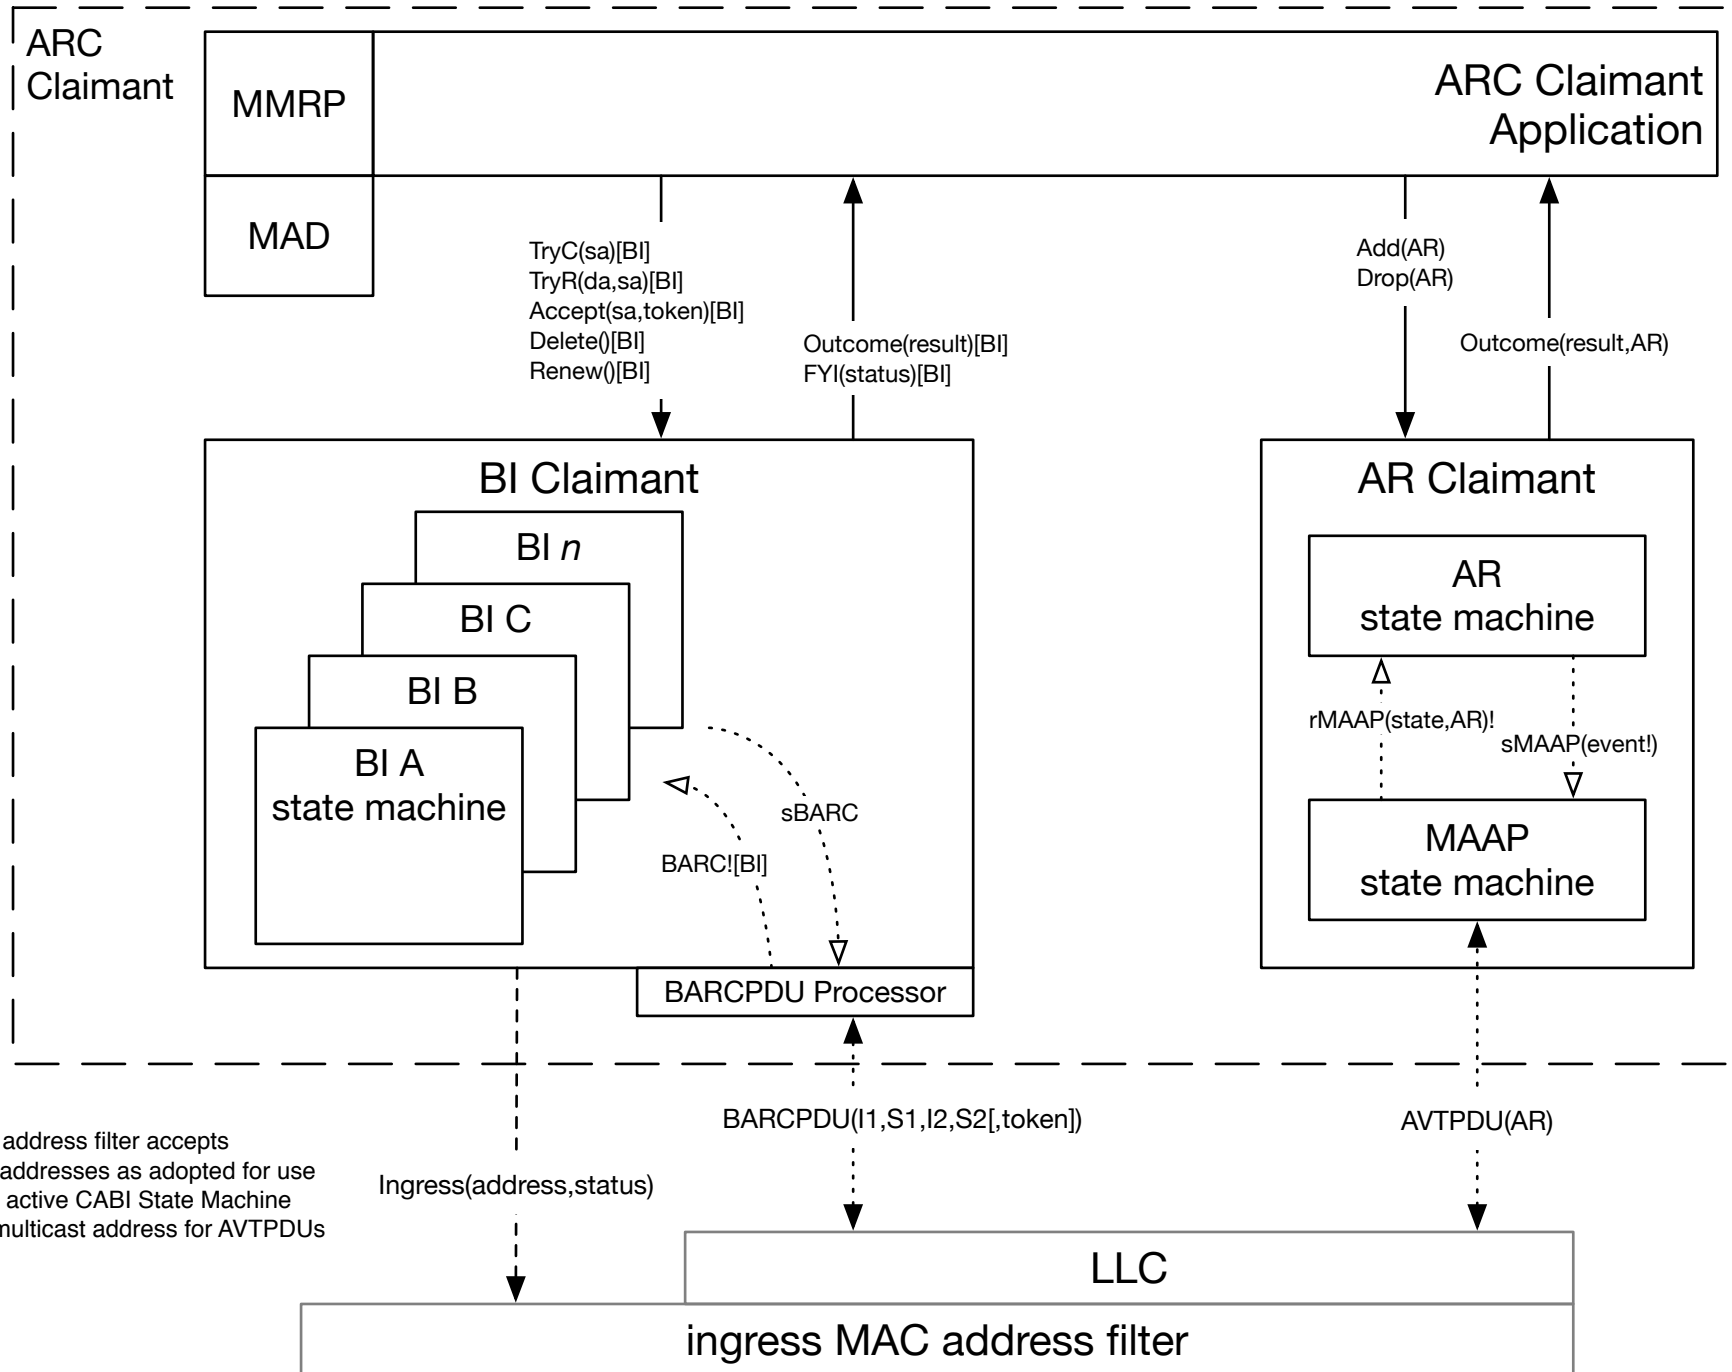 ARC
Claimant
MMRP
ARC Claimant
Application
MAD
TryC(sa)[BI]
TryR(da,sa)[BI]
Accept(sa,token)[BI]
Delete()[BI]
Renew()[BI]
Outcome(result)[BI]
FYI(status)[BI]
Add(AR)
Drop(AR)
Outcome(result,AR)
BI Claimant
BI n
BI C
BI B
BI A
state machine
sBARC
BARC![BI]
BARCPDU Processor
AR Claimant
AR
state machine
rMAAP(state,AR)!
sMAAP(event!)
MAAP
state machine
address filter accepts
addresses as adopted for use
active CABI State Machine
multicast address for AVTPDUs
Ingress(address,status)
BARCPDU(I1,S1,I2,S2[,token])
AVTPDU(AR)
LLC
ingress MAC address filter